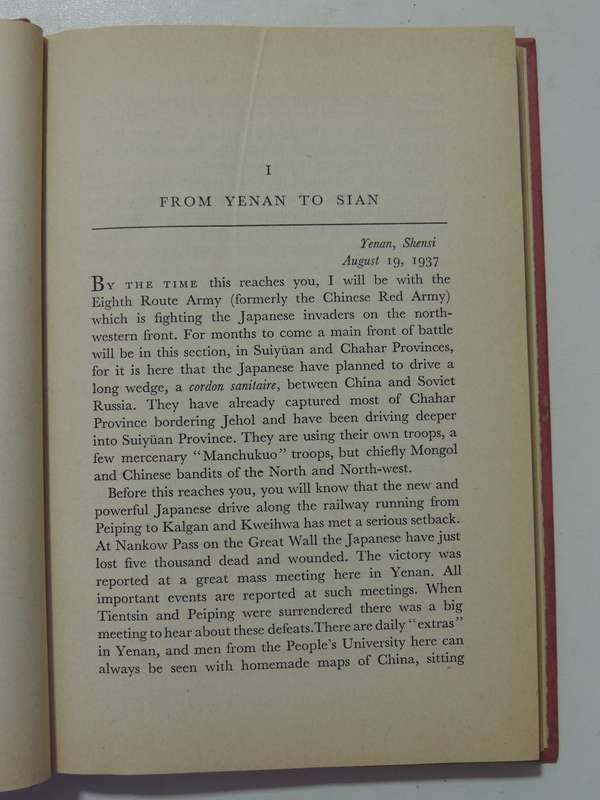 I
FROM YENAN TO SIAN
Yenan, Shensi
August 19, 1937
BY THE TIME this reaches you, I will be with the
Eighth Route Army (formerly the Chinese Red Army)
which is fighting the Japanese invaders on the north-
western front. For months to come a main front of battle
will be in this section, in Suiyüan and Chahar Provinces,
for it is here that the Japanese have planned to drive a
long wedge, a cordon sanitaire, between China and Soviet
Russia. They have already captured most of Chahar
Province bordering Jehol and have been driving deeper
into Suiyüan Province. They are using their own troops, a
few mercenary "Manchukuo" troops, but chiefly Mongol
and Chinese bandits of the North and North-west.
Before this reaches you, you will know that the new and
powerful Japanese drive along the railway running from
Peiping to Kalgan and Kweihwa has met a serious setback.
At Nankow Pass on the Great Wall the Japanese have just
lost five thousand dead and wounded. The victory was
reported at a great mass meeting here in Yenan. All
important events are reported at such meetings. When
Tientsin and Peiping were surrendered there was a big
meeting to hear about these defeats.There are daily "extras"
in Yenan, and men from the People's University here can
always be seen with homemade maps of China, sitting